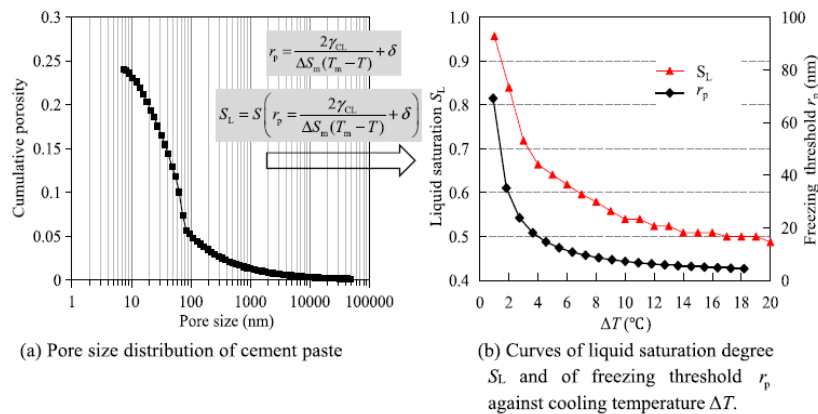 0.3
0.25
0.2
0.15
0.1
0.05
0
Cumulative porosity
1 10 100 1000 10000 100000
Pore size (nm)
r_p = 2γ_CL / ΔS_m(T_m − T) + δ
S_L = S( r_p = 2γ_CL / ΔS_m(T_m − T) + δ )
(a) Pore size distribution of cement paste
1.0
0.9
0.8
0.7
0.6
0.5
0.4
Liquid saturation S_L
S_L
r_p
100
80
60
40
20
0
Freezing threshold r_p (nm)
0 2 4 6 8 10 12 14 16 18 20
ΔT (℃)
(b) Curves of liquid saturation degree
S_L and of freezing threshold r_p
against cooling temperature ΔT.